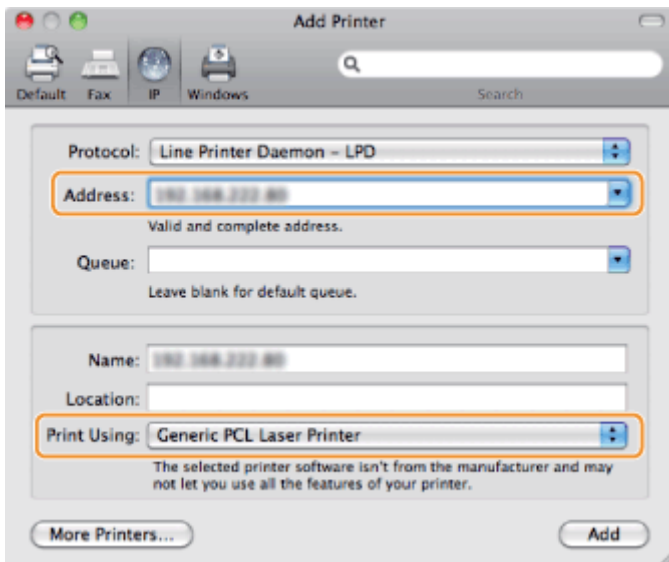 Add Printer
Default Fax IP Windows Search
Protocol: Line Printer Daemon – LPD
Address:
Valid and complete address.
Queue:
Leave blank for default queue.
Name:
Location:
Print Using: Generic PCL Laser Printer
The selected printer software isn't from the manufacturer and may
not let you use all the features of your printer.
More Printers... Add